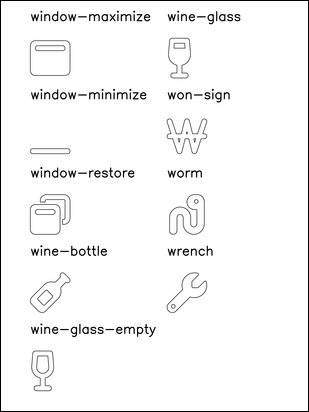 window-maximize
wine-glass
window-minimize
won-sign
window-restore
worm
wine-bottle
wrench
wine-glass-empty